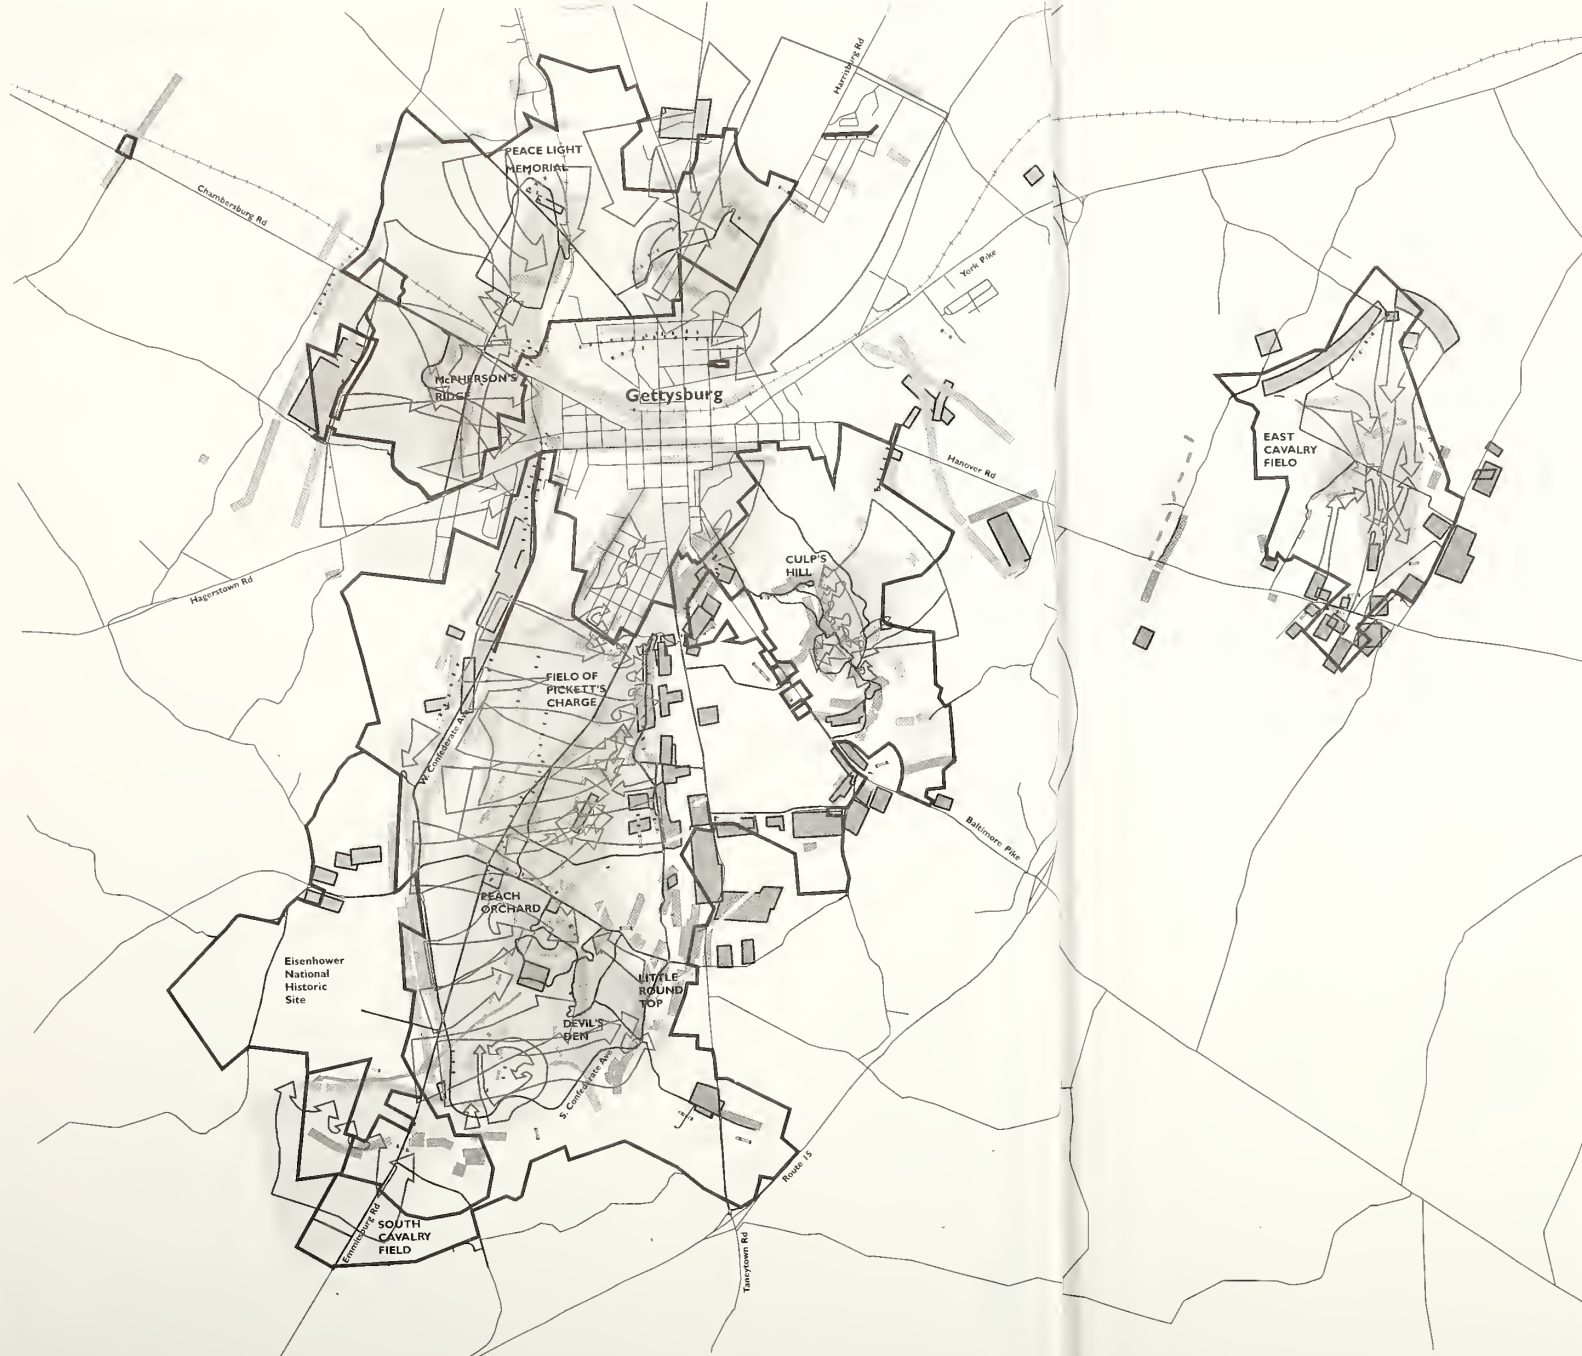 Harrisburg Rd
PEACE LIGHT
MEMORIAL
Chambersburg Rd
York Pike
McPHERSON'S
RIDGE
Gettysburg
EAST
CAVALRY
FIELD
Hanover Rd
CULP'S
HILL
Hagerstown Rd
FIELD OF
PICKETT'S
CHARGE
W. Confederate Ave
Baltimore Pike
PEACH
ORCHARD
Eisenhower
National
Historic
Site
LITTLE
ROUND
TOP
DEVIL'S
DEN
S. Confederate Ave
Route 15
Emmitsburg Rd
SOUTH
CAVALRY
FIELD
Taneytown Rd